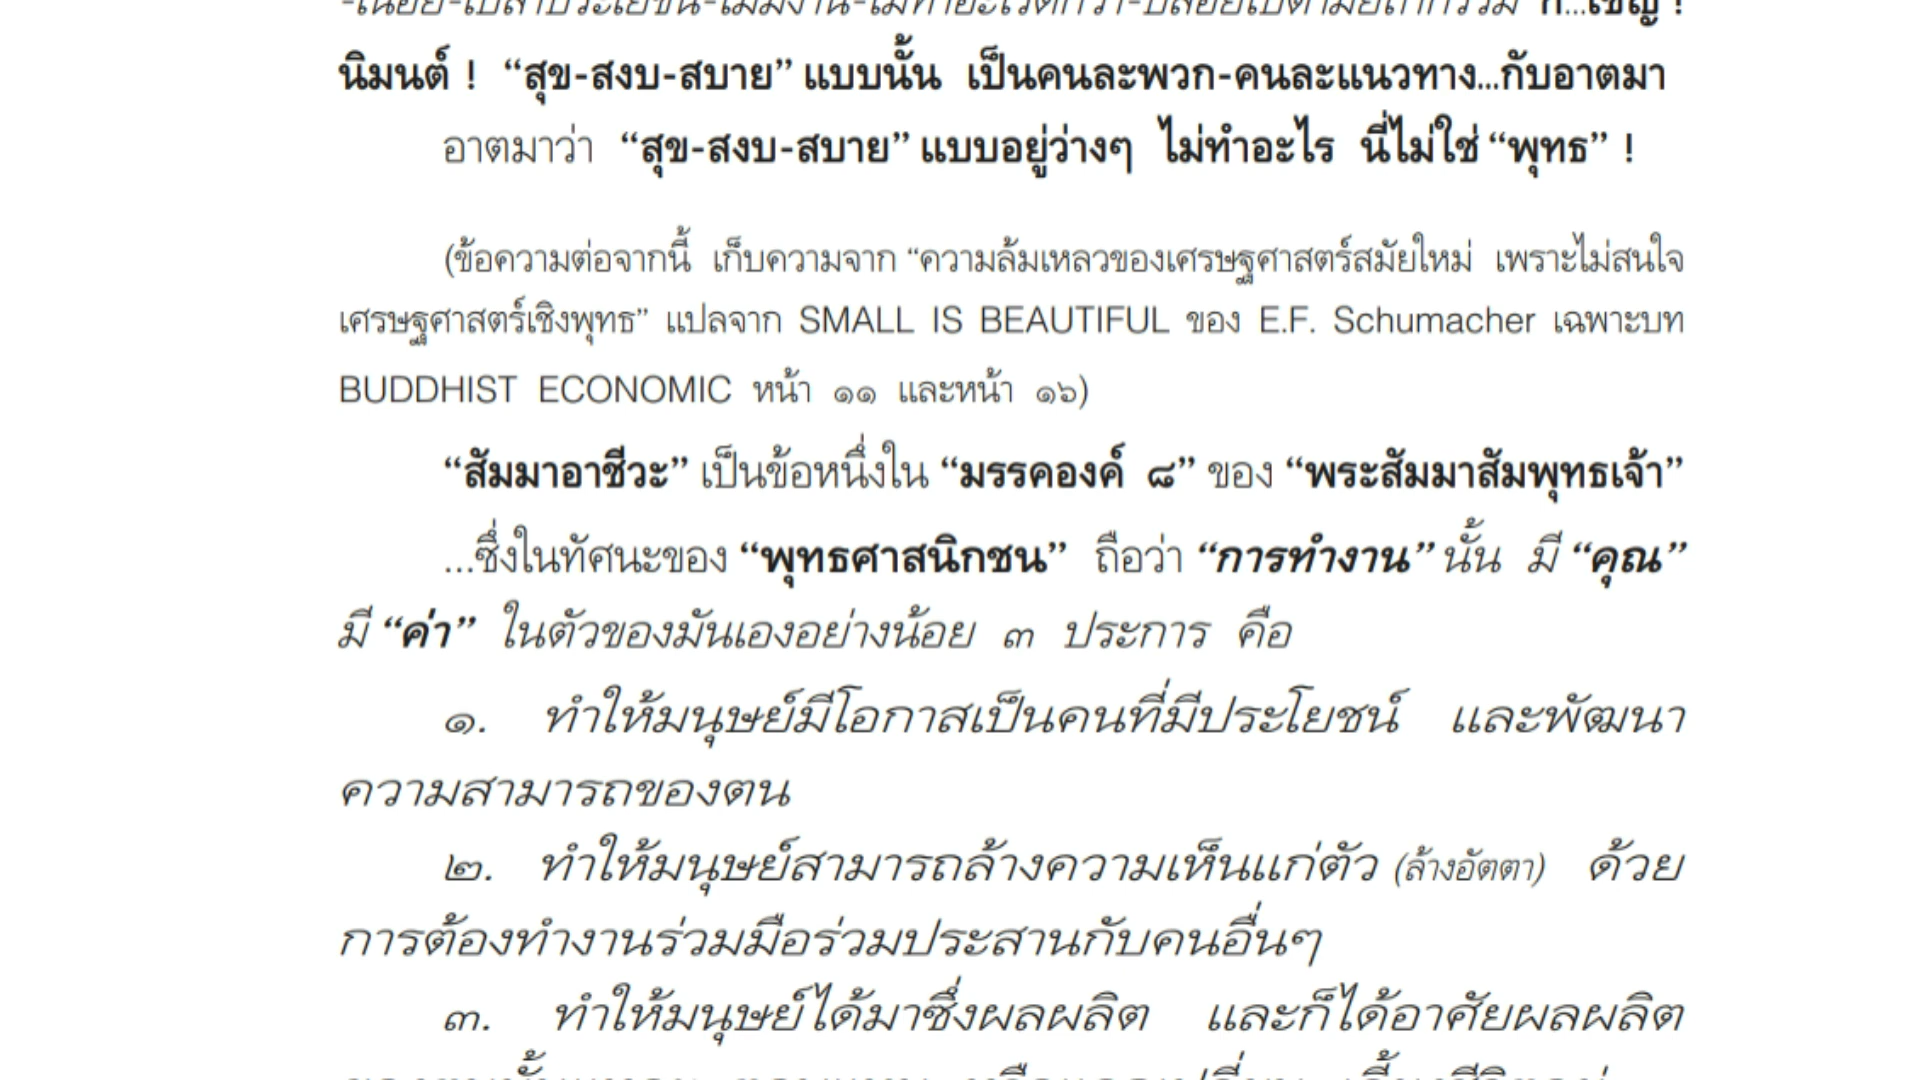 ก็...เชิญ !
นิมนต์ ! “สุข-สงบ-สบาย” แบบนั้น เป็นคนละพวก-คนละแนวทาง...กับอาตมา
อาตมาว่า “สุข-สงบ-สบาย” แบบอยู่ว่างๆ ไม่ทำอะไร นี่ไม่ใช่ “พุทธ” !
(ข้อความต่อจากนี้ เก็บความจาก “ความล้มเหลวของเศรษฐศาสตร์สมัยใหม่ เพราะไม่สนใจ
เศรษฐศาสตร์เชิงพุทธ” แปลจาก SMALL IS BEAUTIFUL ของ E.F. Schumacher เฉพาะบท
BUDDHIST ECONOMIC หน้า ๑๑ และหน้า ๑๖)
“สัมมาอาชีวะ” เป็นข้อหนึ่งใน “มรรคองค์ ๘” ของ “พระสัมมาสัมพุทธเจ้า”
...ซึ่งในทัศนะของ “พุทธศาสนิกชน” ถือว่า “การทำงาน” นั้น มี “คุณ”
มี “ค่า” ในตัวของมันเองอย่างน้อย ๓ ประการ คือ
๑. ทำให้มนุษย์มีโอกาสเป็นคนที่มีประโยชน์ และพัฒนา
ความสามารถของตน
๒. ทำให้มนุษย์สามารถล้างความเห็นแก่ตัว (ล้างอัตตา) ด้วย
การต้องทำงานร่วมมือร่วมประสานกับคนอื่นๆ
๓. ทำให้มนุษย์ได้มาซึ่งผลผลิต และก็ได้อาศัยผลผลิต